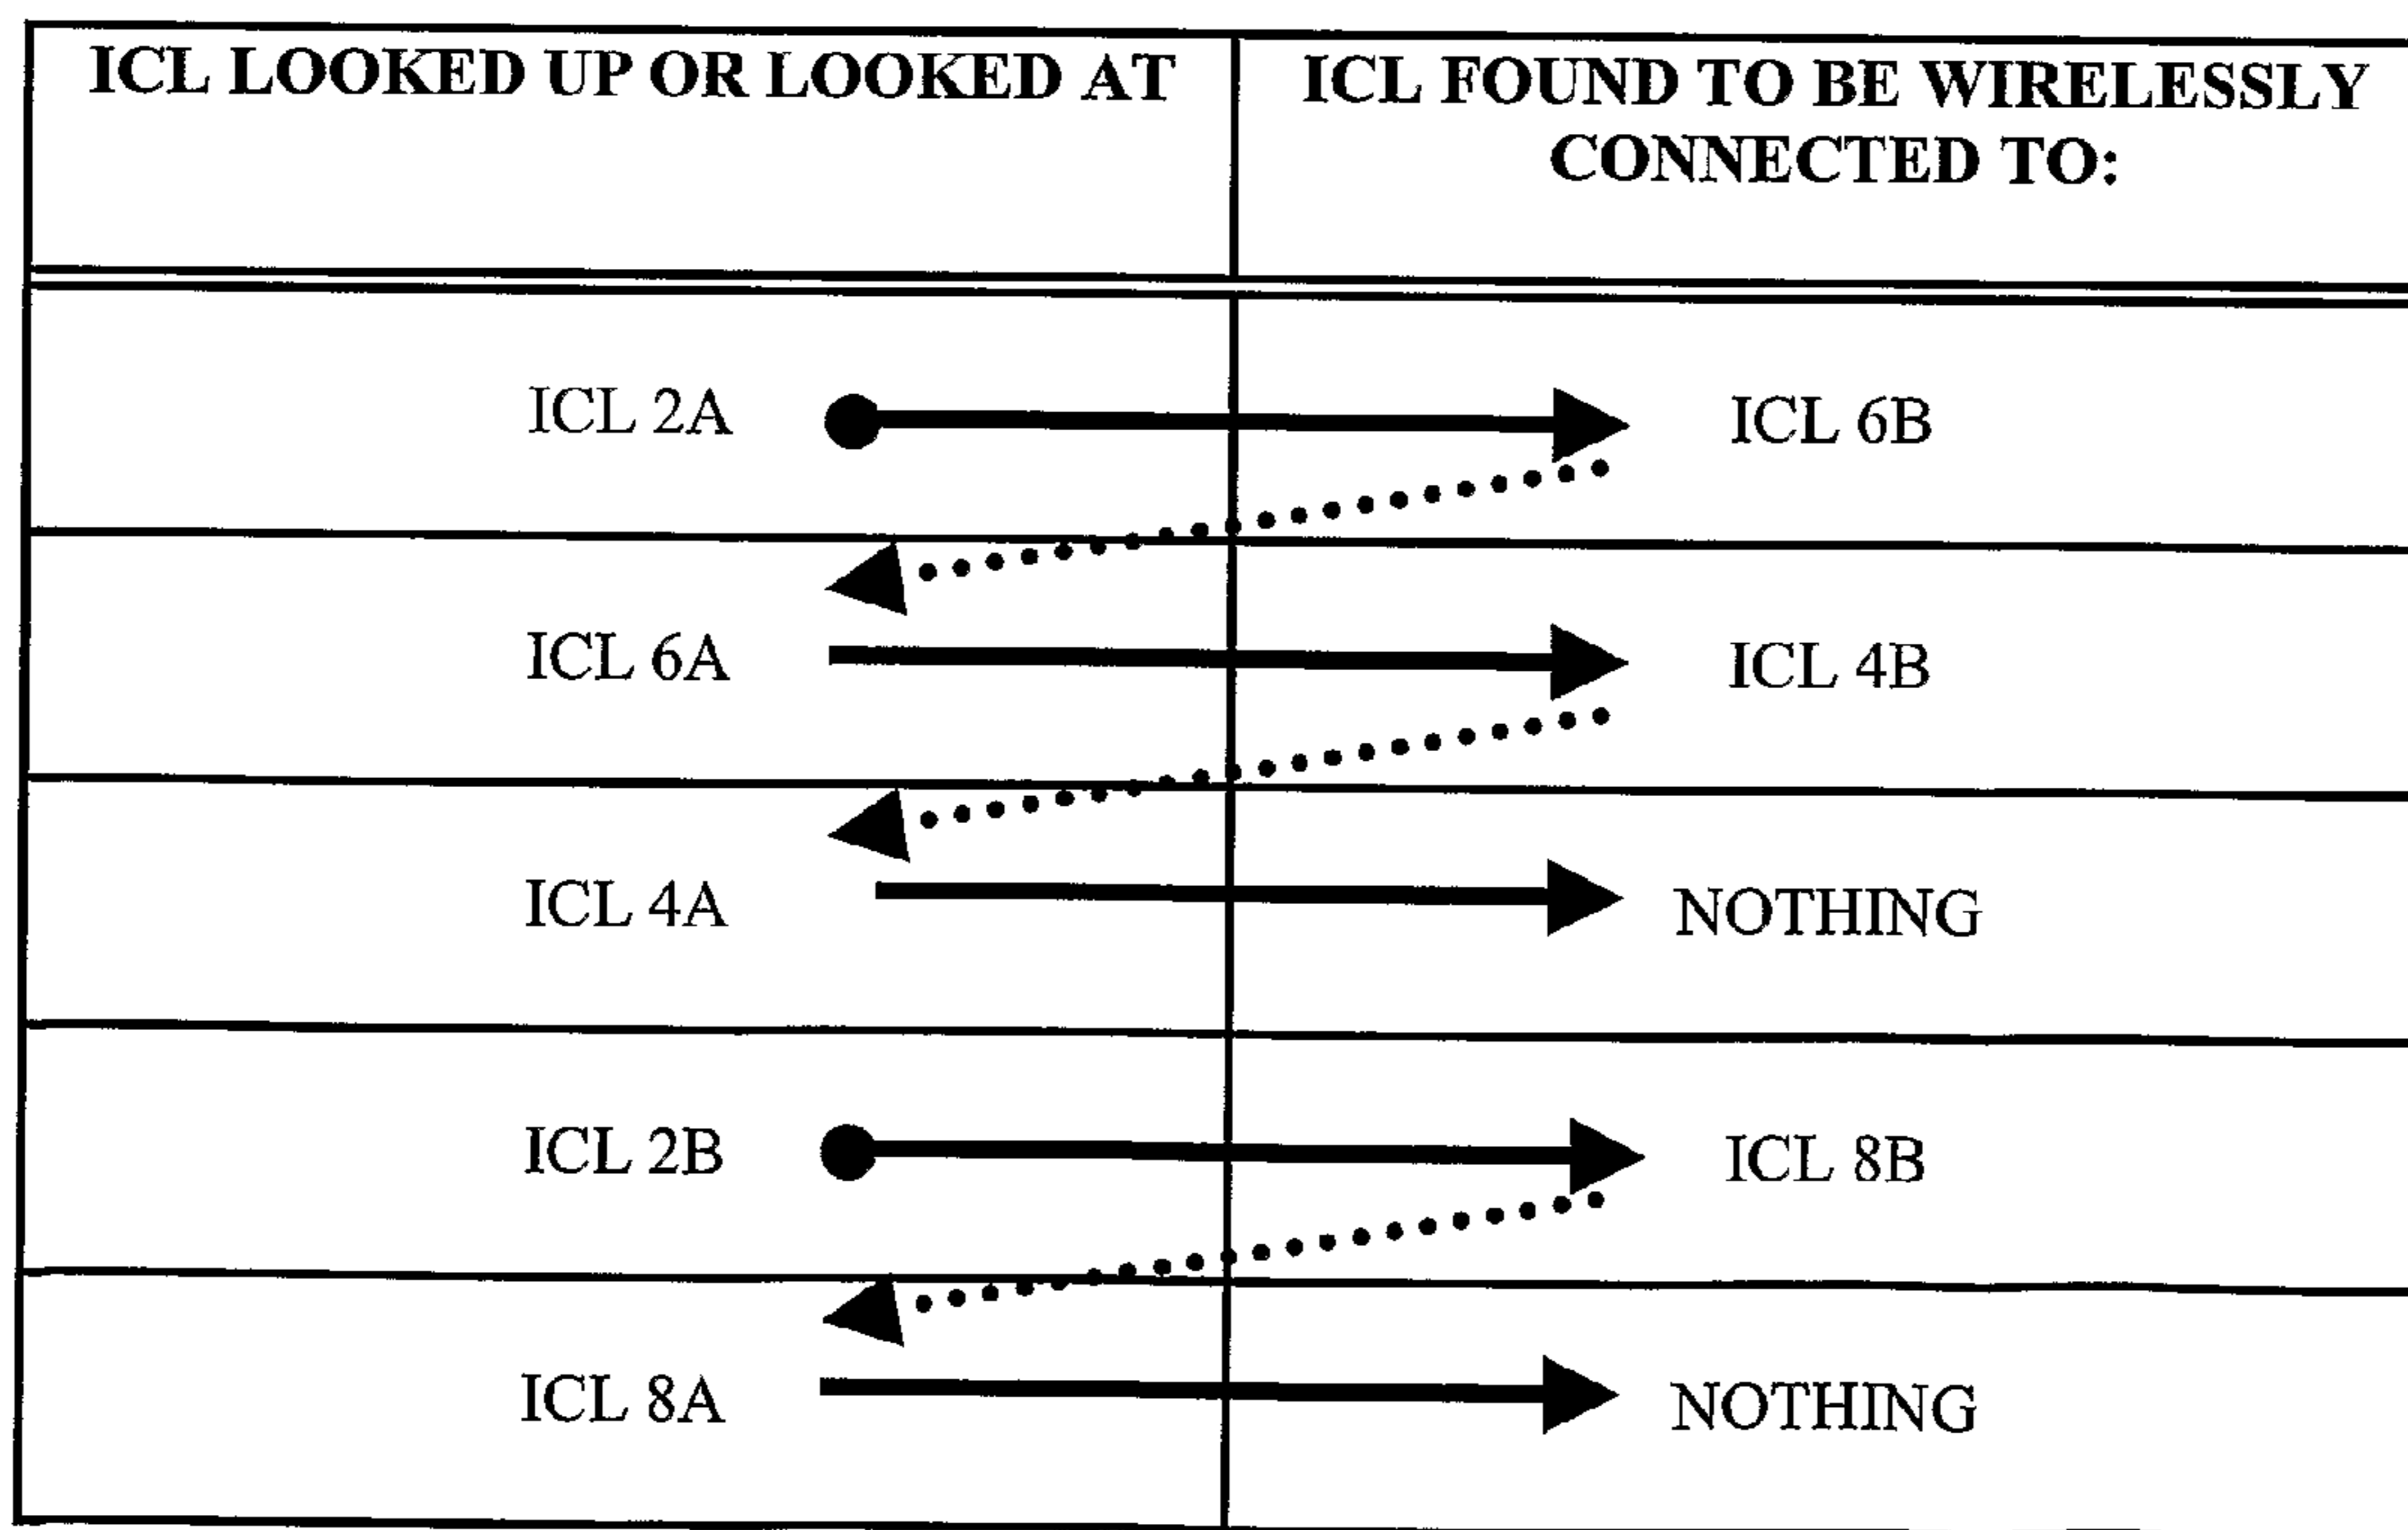 ICL LOOKED UP OR LOOKED AT
ICL FOUND TO BE WIRELESSLY
CONNECTED TO:
ICL 2A
ICL 6B
ICL 6A
ICL 4B
ICL 4A
NOTHING
ICL 2B
ICL 8B
ICL 8A
NOTHING